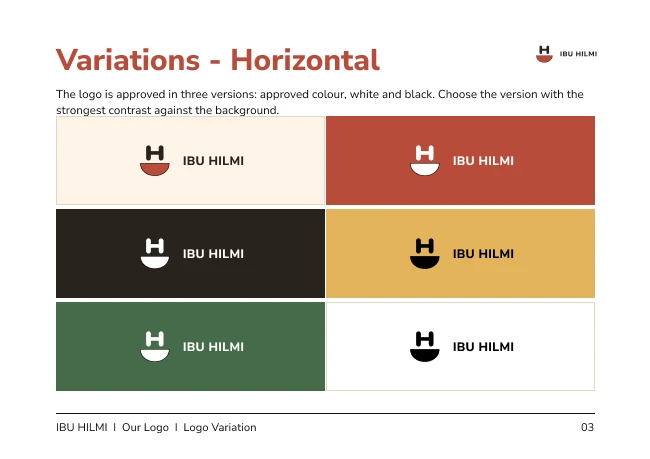 Variations - Horizontal
IBU HILMI
The logo is approved in three versions: approved colour, white and black. Choose the version with the
strongest contrast against the background.
IBU HILMI
IBU HILMI
IBU HILMI
IBU HILMI
IBU HILMI
IBU HILMI
IBU HILMI I Our Logo I Logo Variation
03